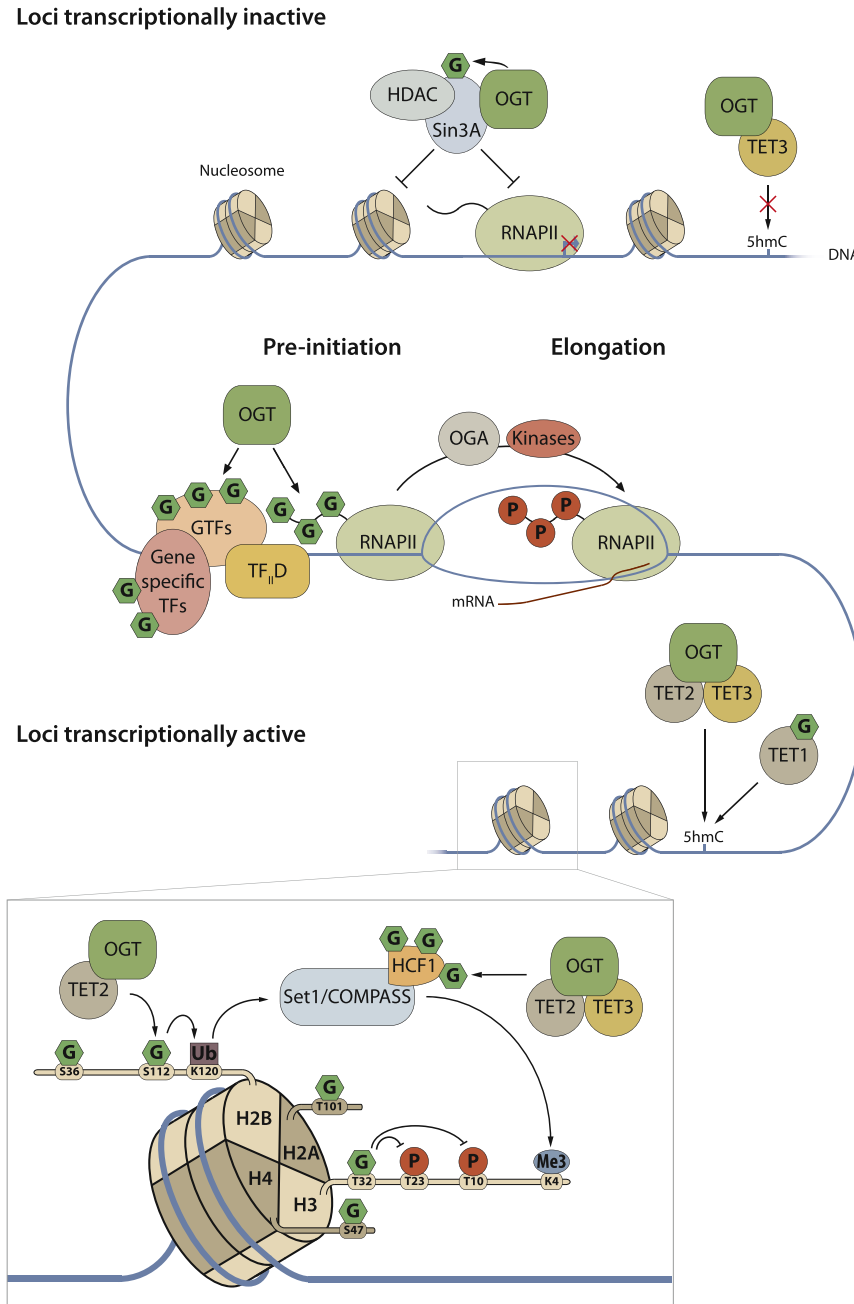 Loci transcriptionally inactive
G
HDAC
OGT
Sin3A
OGT
TET3
Nucleosome
RNAPII
5hmC
DNA
Pre-initiation
Elongation
OGT
OGA
Kinases
G
G
G
G
G
G
GTFs
RNAPII
P
P
P
RNAPII
Gene
specific
TFs
TFIID
G
G
mRNA
OGT
TET2
TET3
Loci transcriptionally active
G
TET1
5hmC
OGT
TET2
G
G
HCF1
G
Set1/COMPASS
OGT
TET2
TET3
G
S36
G
S112
Ub
K120
H2B
G
T101
H2A
H4
H3
G
T32
P
T23
P
T10
Me3
K4
G
S47